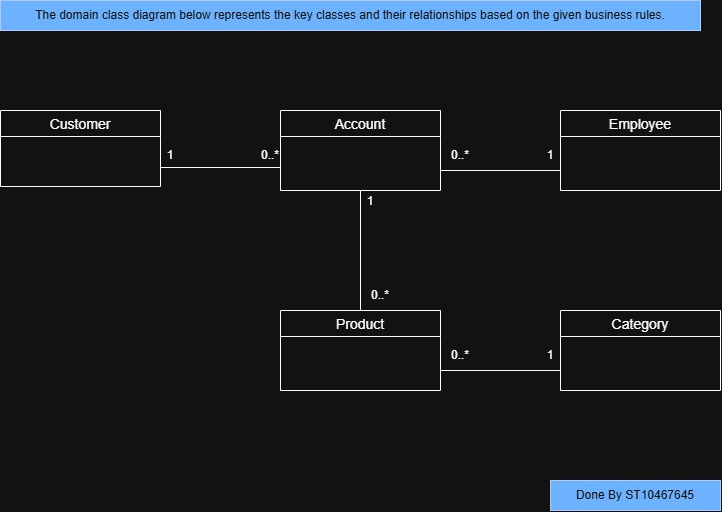 The domain class diagram below represents the key classes and their relationships based on the given business rules.
Customer
Account
Employee
1
0..*
0..*
1
1
0..*
Product
Category
0..*
1
Done By ST10467645